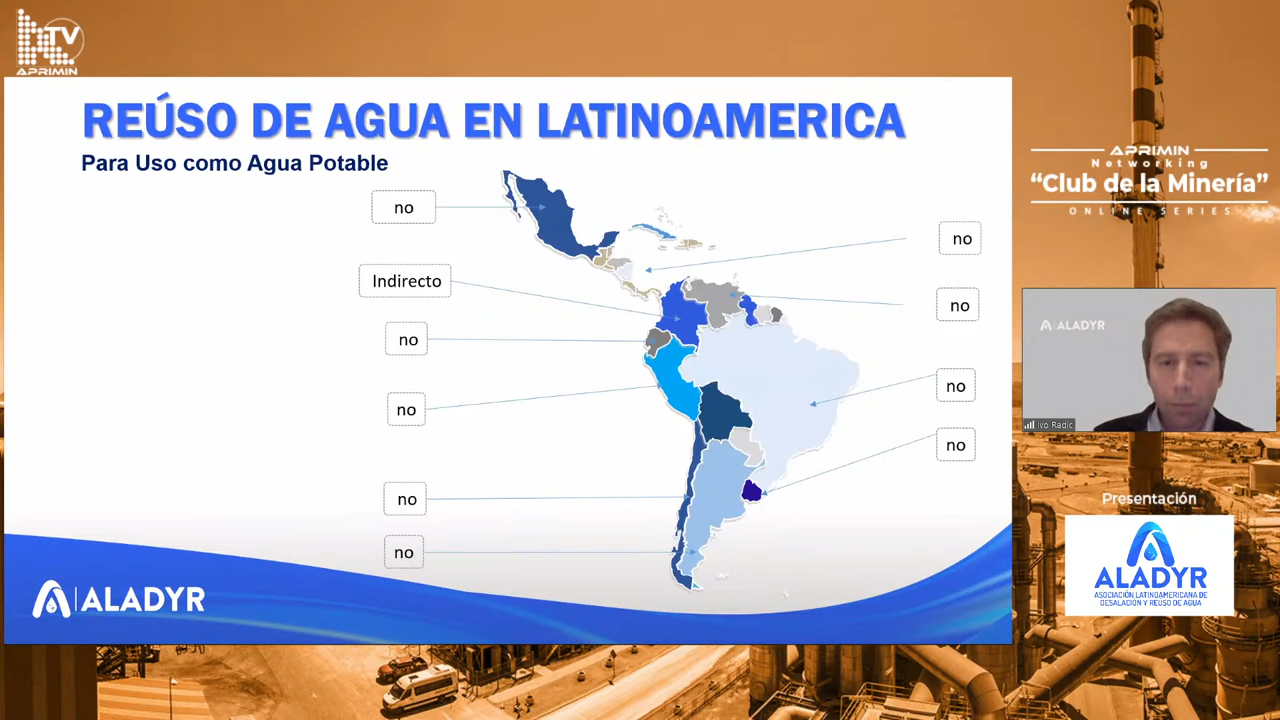 TV
APRIMIN
REÚSO DE AGUA EN LATINOAMERICA
Para Uso como Agua Potable
no
Indirecto
no
no
no
no
no
no
no
no
ALADYR
APRIMIN
Networking
“Club de la Minería”
ONLINE SERIES
ALADYR
Ivo Radic
Presentación
ALADYR
ASOCIACIÓN LATINOAMERICANA DE
DESALACIÓN Y REUSO DE AGUA